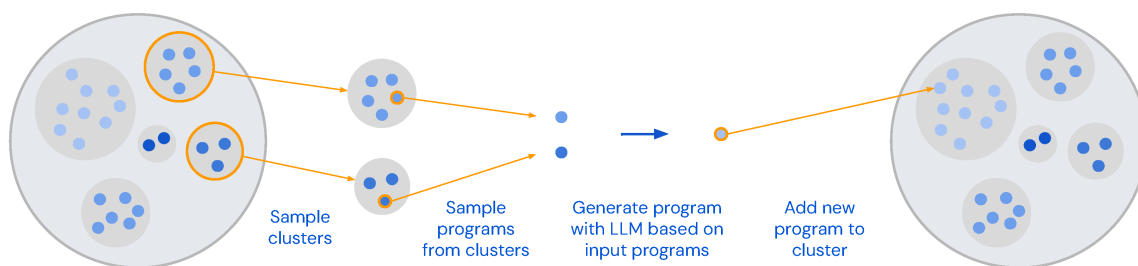 Sample
clusters
Sample
programs
from clusters
Generate program
with LLM based on
input programs
Add new
program to
cluster